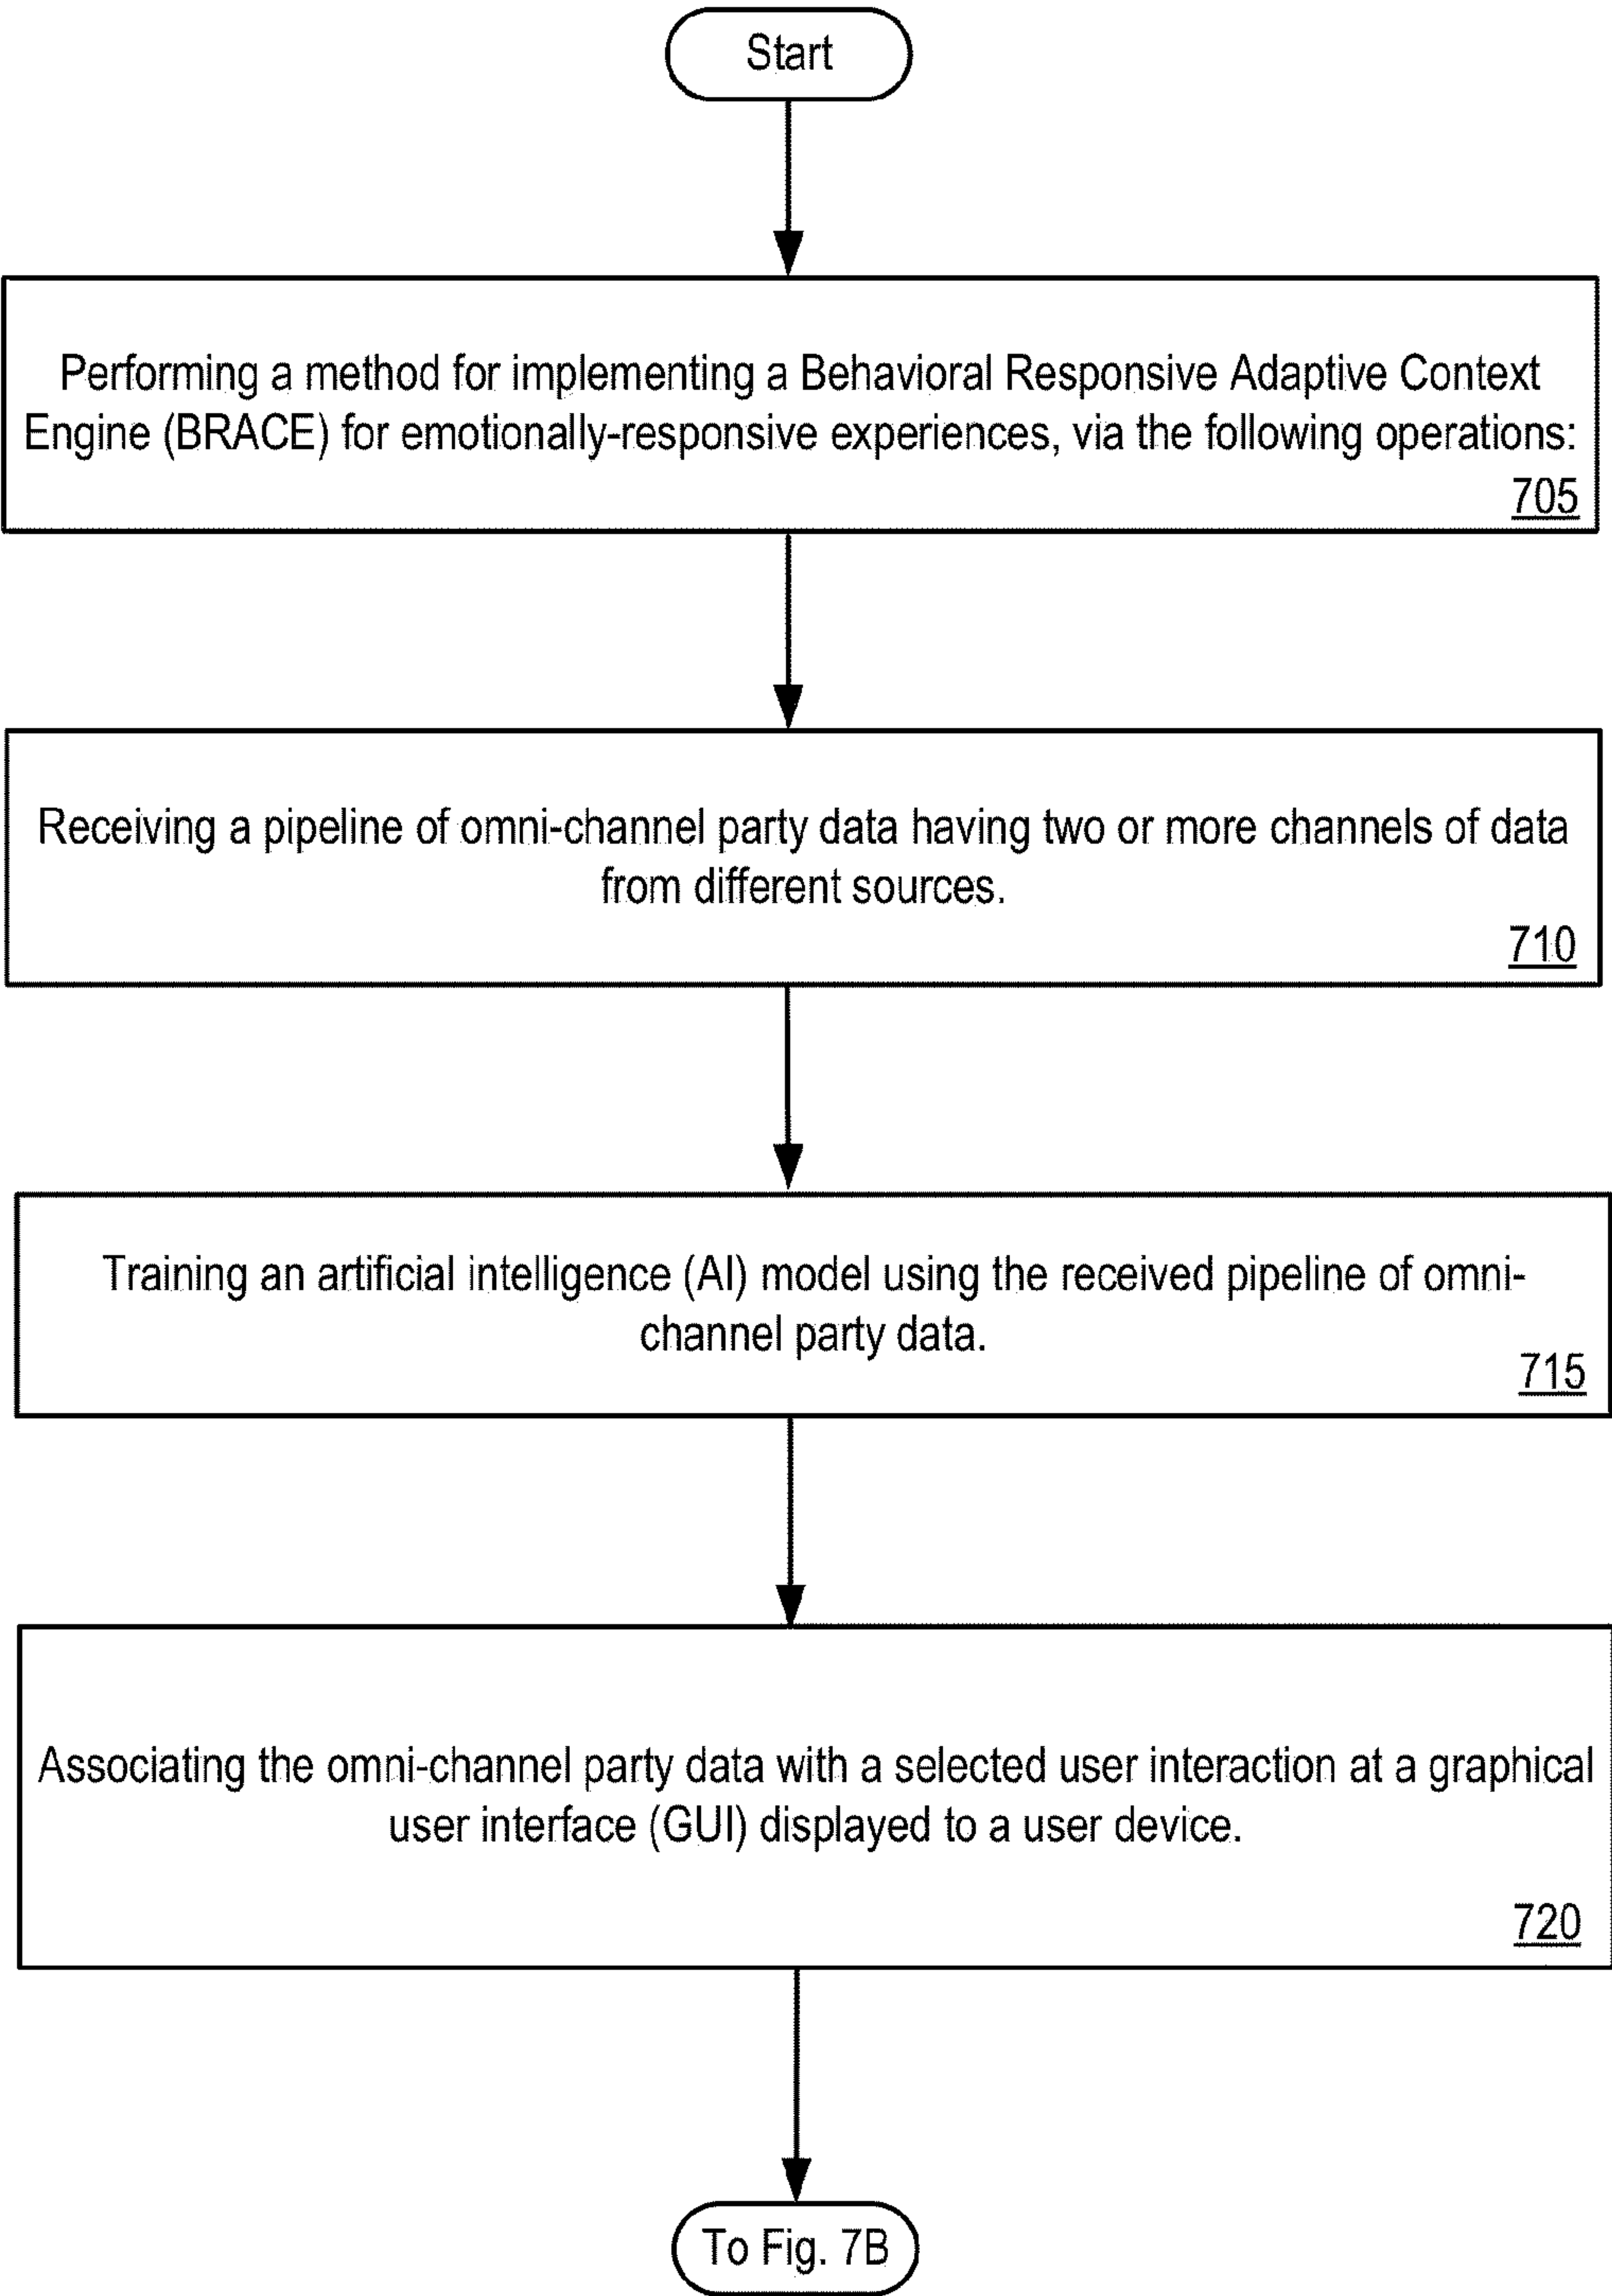 Start
Performing a method for implementing a Behavioral Responsive Adaptive Context
Engine (BRACE) for emotionally-responsive experiences, via the following operations:
705
Receiving a pipeline of omni-channel party data having two or more channels of data
from different sources.
710
Training an artificial intelligence (AI) model using the received pipeline of omni-
channel party data.
715
Associating the omni-channel party data with a selected user interaction at a graphical
user interface (GUI) displayed to a user device.
720
To Fig. 7B